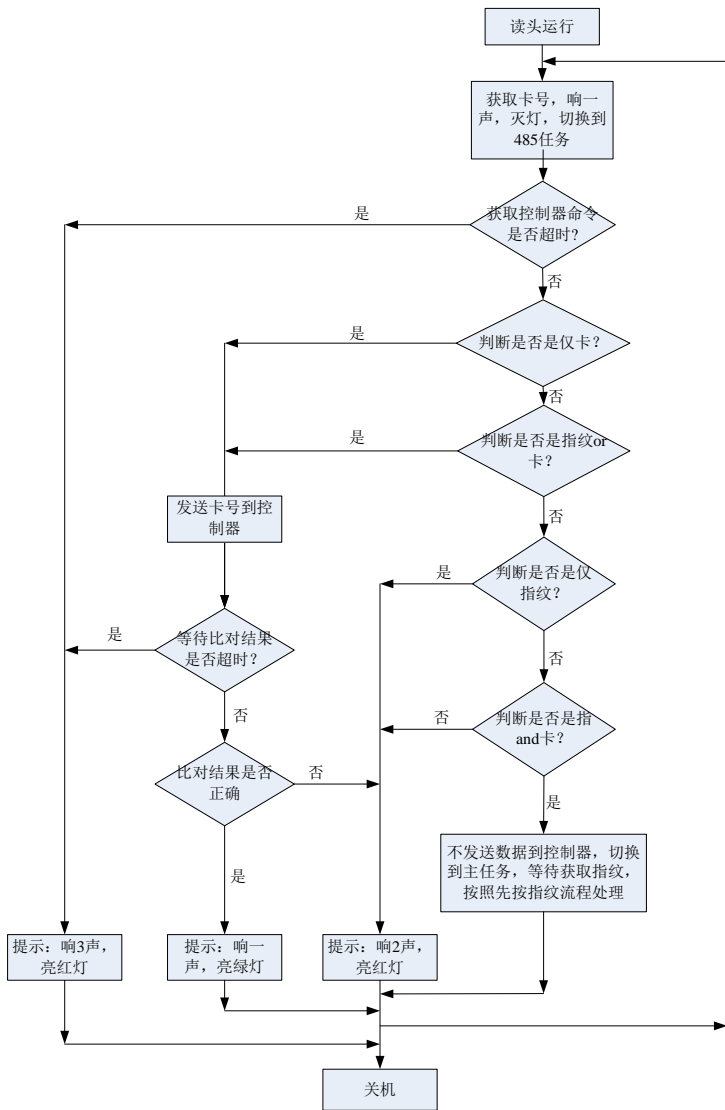 读头运行
获取卡号，响一
声，灭灯，切换到
485任务
获取控制器命令
是否超时?
是
否
判断是否是仅卡?
是
否
判断是否是指纹or
卡?
是
否
发送卡号到控
制器
判断是否是仅
指纹?
是
否
等待比对结果
是否超时?
是
否
判断是否是指
and卡?
否
是
比对结果是否
正确
否
是
不发送数据到控制器，切换
到主任务，等待获取指纹，
按照先按指纹流程处理
提示：响3声，
亮红灯
提示：响一
声，亮绿灯
提示：响2声，
亮红灯
关机